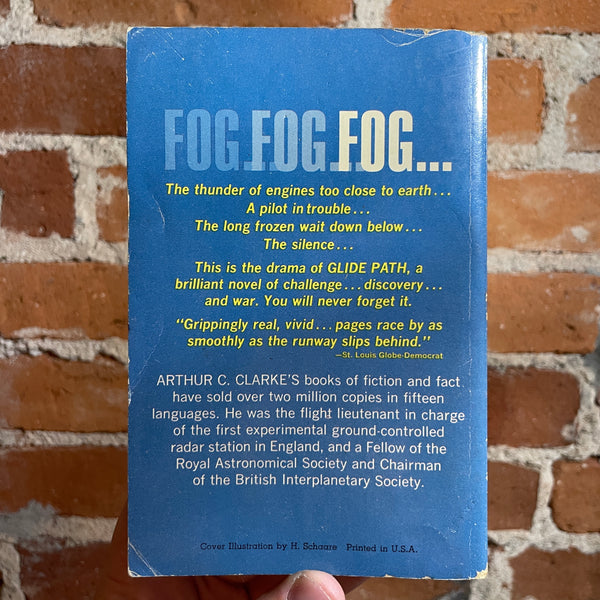 FOG...FOG...FOG...
The thunder of engines too close to earth...
A pilot in trouble...
The long frozen wait down below...
The silence...
This is the drama of GLIDE PATH, a
brilliant novel of challenge...discovery...
and war. You will never forget it.
"Grippingly real, vivid...pages race by as
smoothly as the runway slips behind."
—St. Louis Globe-Democrat
ARTHUR C. CLARKE'S books of fiction and fact
have sold over two million copies in fifteen
languages. He was the flight lieutenant in charge
of the first experimental ground-controlled
radar station in England, and a Fellow of the
Royal Astronomical Society and Chairman
of the British Interplanetary Society.
Cover Illustration by H. Schaare Printed in U.S.A.